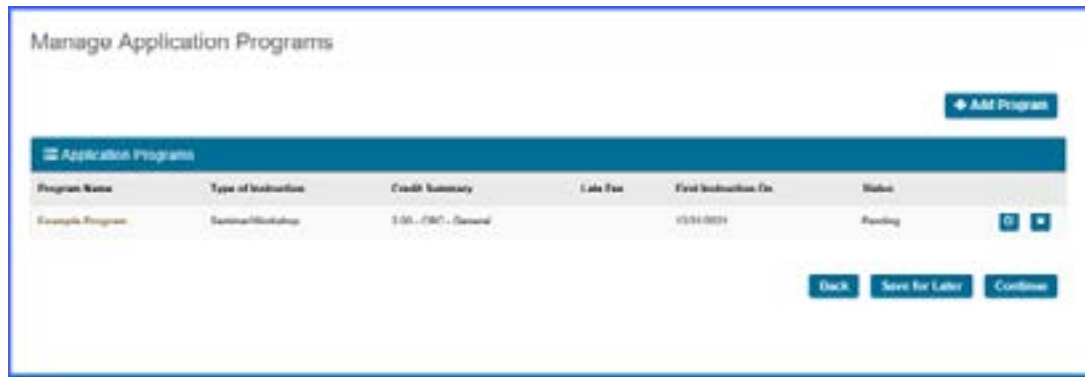 Manage Application Programs
Add Program
Application Programs
Program Name Type of Instruction Credit Summary Late Fee First Instruction On Status
Example Program Seminar/Workshop - General Pending
Back Save for Later Continue